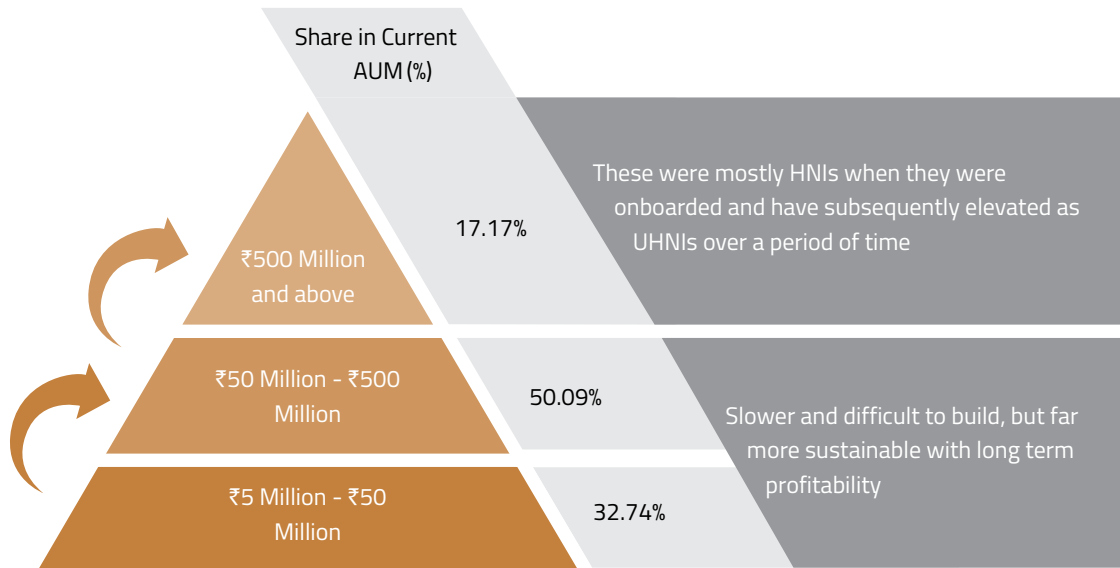 Share in Current
AUM (%)
₹500 Million
and above
17.17%
These were mostly HNIs when they were
onboarded and have subsequently elevated as
UHNIs over a period of time
₹50 Million - ₹500
Million
50.09%
Slower and difficult to build, but far
more sustainable with long term
profitability
₹5 Million - ₹50
Million
32.74%